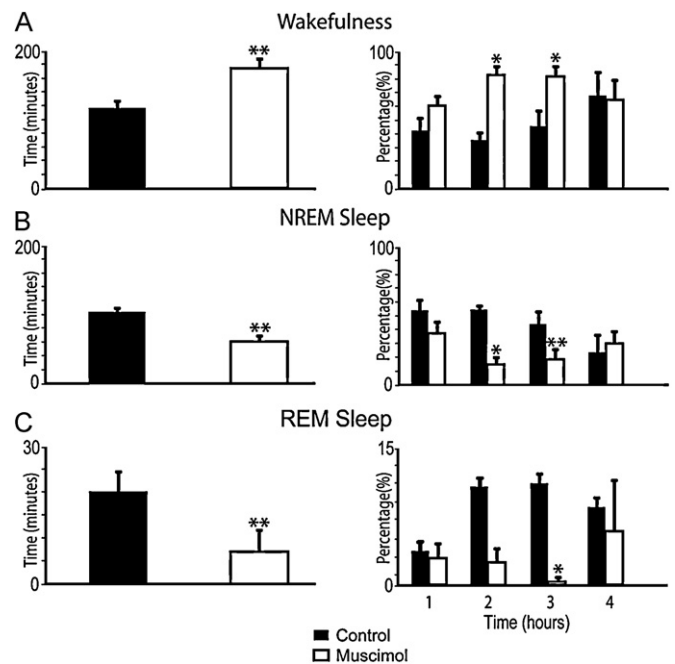 A
Wakefulness
200
Time (minutes)
0
**
100
Percentage(%)
0
*
*
B
NREM Sleep
200
Time (minutes)
0
**
100
Percentage(%)
0
*
**
C
REM Sleep
30
Time (minutes)
0
**
15
Percentage(%)
0
*
1 2 3 4
Time (hours)
Control
Muscimol